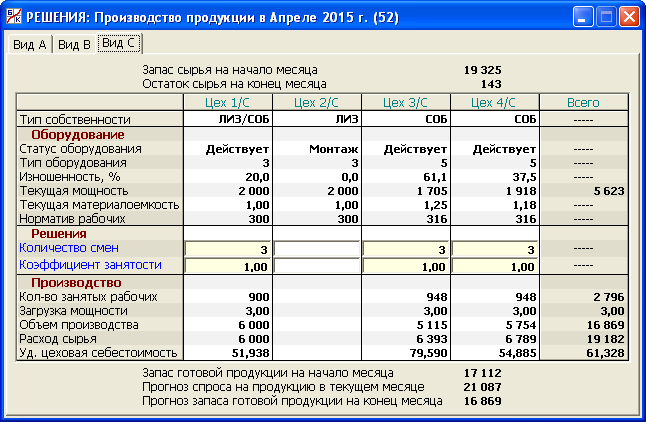 РЕШЕНИЯ: Производство продукции в Апреле 2015 г. (52)
Вид A Вид B Вид C
Запас сырья на начало месяца 19 325
Остаток сырья на конец месяца 143
Цех 1/C Цех 2/C Цех 3/C Цех 4/C Всего
Тип собственности ЛИЗ/СОБ ЛИЗ СОБ СОБ -----
Оборудование
Статус оборудования Действует Монтаж Действует Действует -----
Тип оборудования 3 3 5 5 -----
Изношенность, % 20,0 0,0 61,1 37,5 -----
Текущая мощность 2 000 2 000 1 705 1 918 5 623
Текущая материалоемкость 1,00 1,00 1,25 1,18 -----
Норматив рабочих 300 300 316 316 -----
Решения
Количество смен 3 3 3 -----
Коэффициент занятости 1,00 1,00 1,00 -----
Производство
Кол-во занятых рабочих 900 948 948 2 796
Загрузка мощности 3,00 3,00 3,00 3,00
Объем производства 6 000 5 115 5 754 16 869
Расход сырья 6 000 6 393 6 789 19 182
Уд. цеховая себестоимость 51,938 79,590 54,885 61,328
Запас готовой продукции на начало месяца 17 112
Прогноз спроса на продукцию в текущем месяце 21 087
Прогноз запаса готовой продукции на конец месяца 16 869